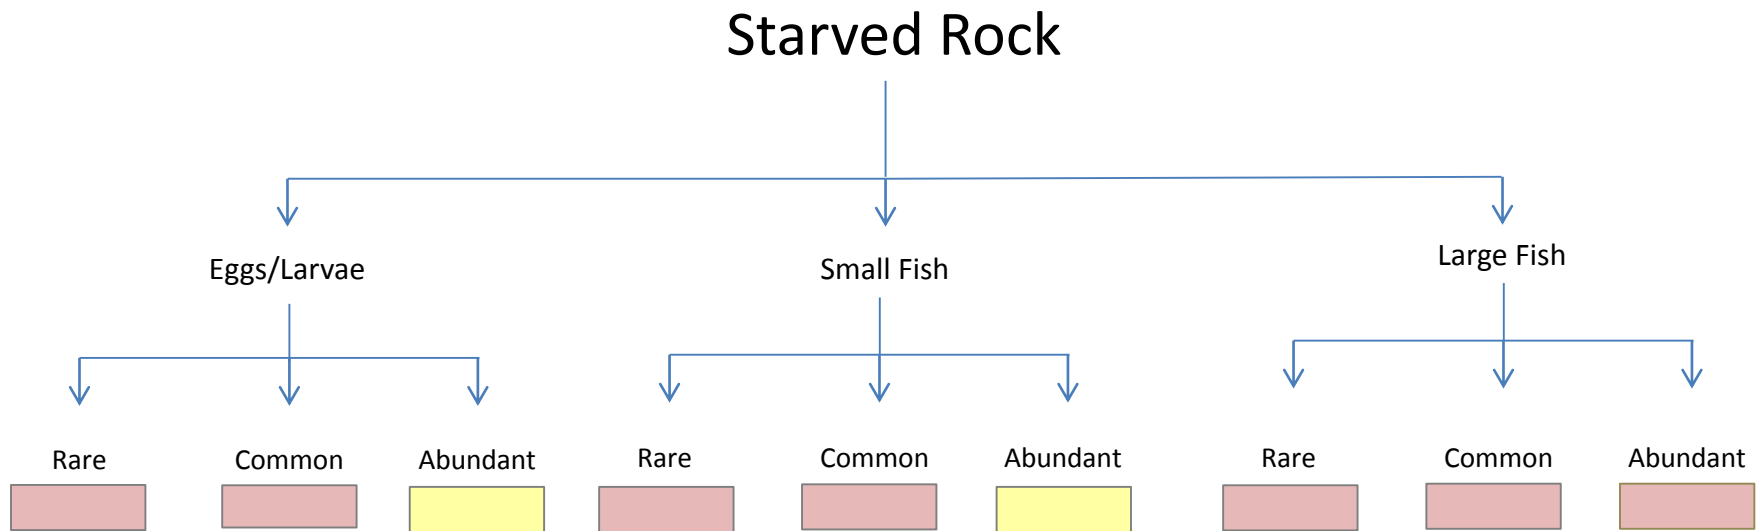 Starved Rock
Eggs/Larvae
Small Fish
Large Fish
Rare
Common
Abundant
Rare
Common
Abundant
Rare
Common
Abundant